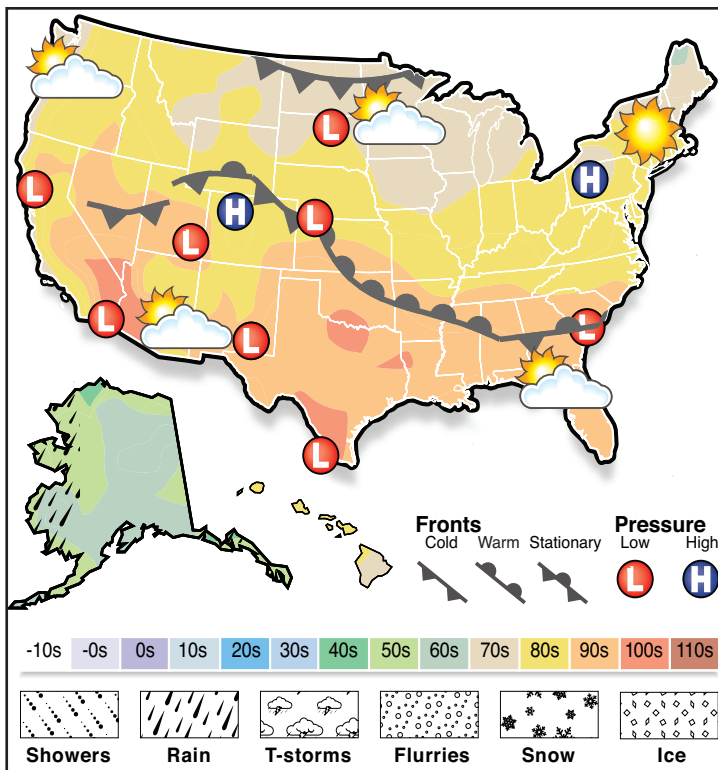 L
H
L
H
L
L
L
L
L
L
Fronts Pressure
Cold Warm Stationary Low High
L H
-10s -0s 0s 10s 20s 30s 40s 50s 60s 70s 80s 90s 100s 110s
Showers Rain T-storms Flurries Snow Ice